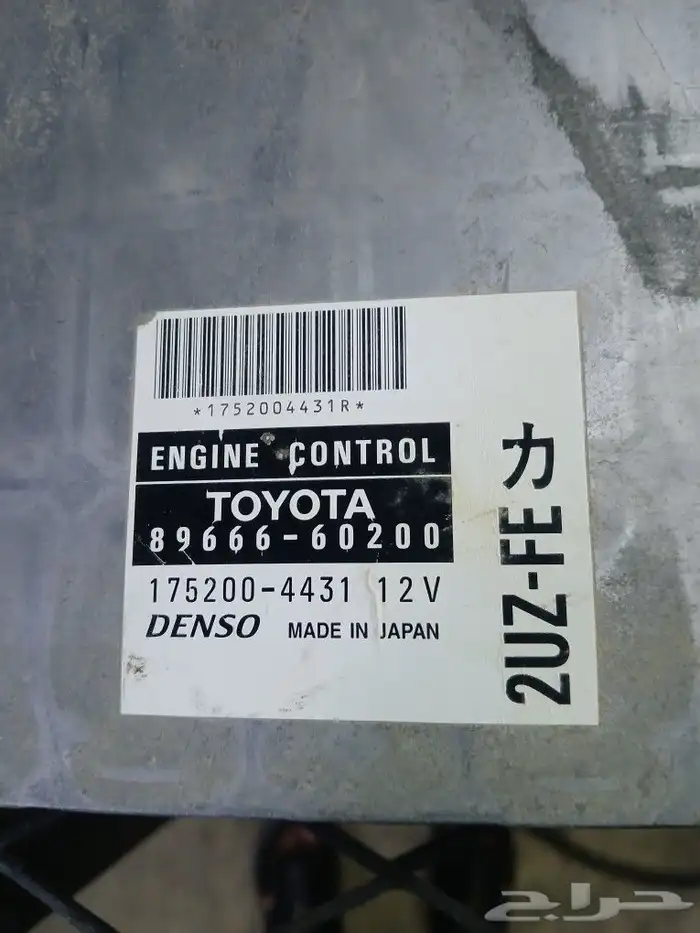 *1752004431R*
ENGINE CONTROL
TOYOTA
89666-60200
175200-4431 12V
DENSO MADE IN JAPAN
2UZ-FE カ
حراج